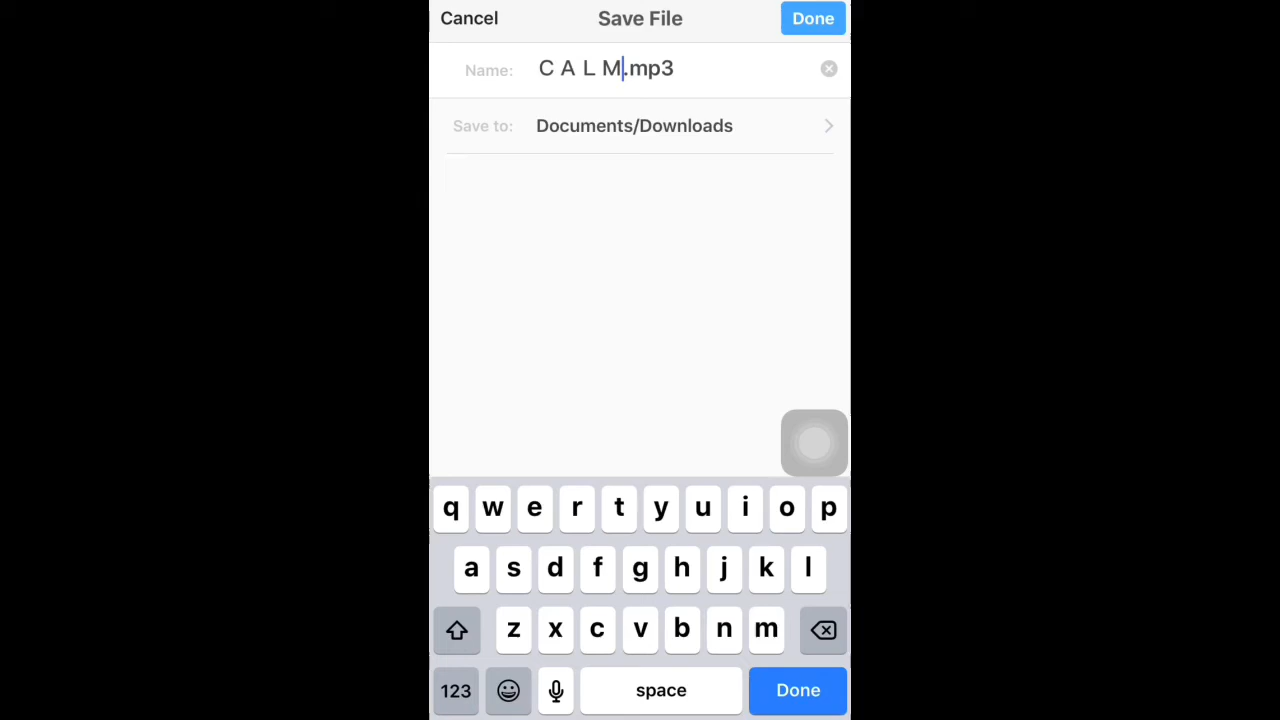 Cancel Save File Done
Name: C A L M.mp3
Save to: Documents/Downloads
q w e r t y u i o p
a s d f g h j k l
z x c v b n m
123 space Done